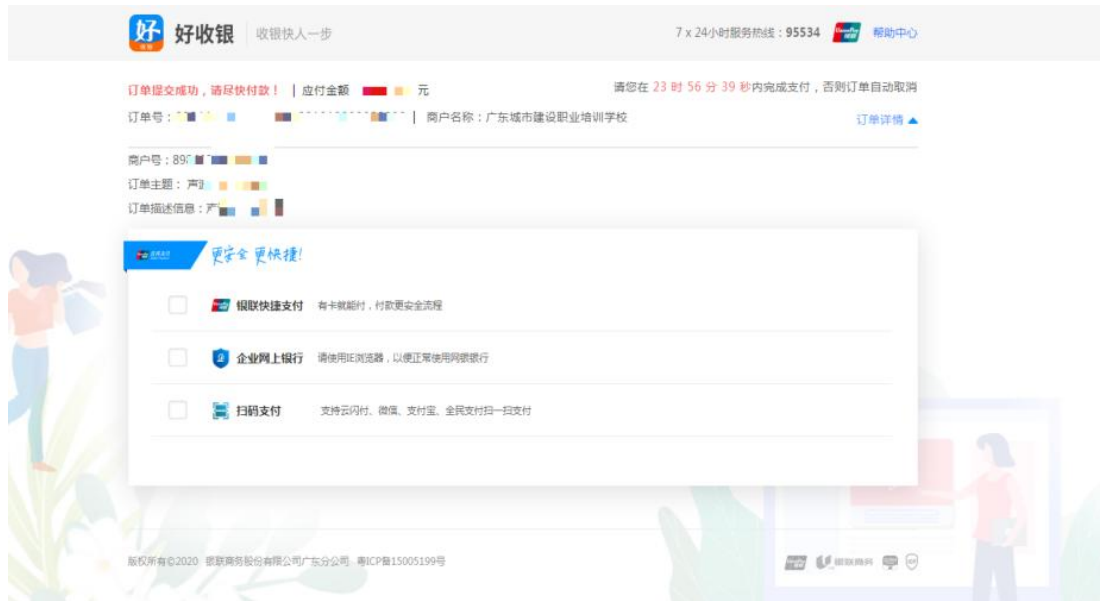 好 好收银 收银快人一步 7 x 24小时服务热线：95534 帮助中心
订单提交成功，请尽快付款！ | 应付金额 元 请您在 23 时 56 分 39 秒内完成支付，否则订单自动取消
订单号： | 商户名称：广东城市建设职业培训学校 订单详情
商户号：89
订单主题：声
订单描述信息：产
更安全 更快捷!
银联快捷支付 有卡就能付，付款更安全流程
企业网上银行 请使用IE浏览器，以便正常使用网银银行
扫码支付 支持云闪付、微信、支付宝、全民支付扫一扫支付
版权所有©2020 银联商务股份有限公司广东分公司 粤ICP备15005199号 银联商务